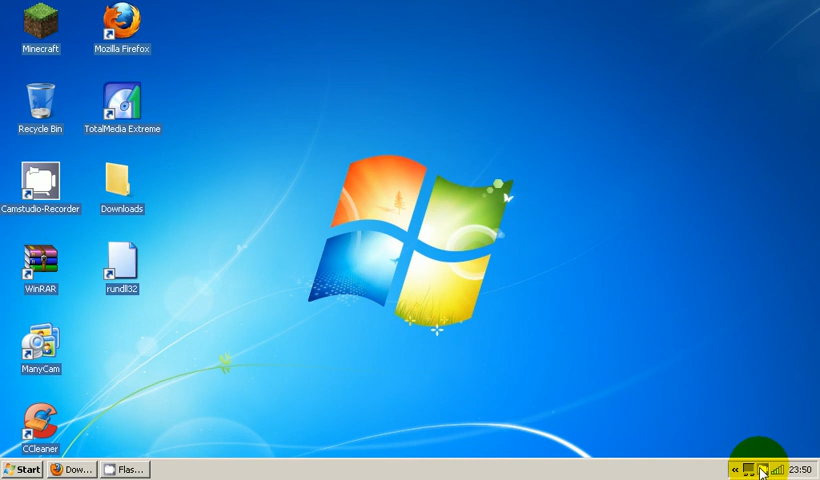 Minecraft
Mozilla Firefox
Recycle Bin
TotalMedia Extreme
Camstudio-Recorder
Downloads
WinRAR
rundll32
ManyCam
CCleaner
Start
Dow...
Flas...
«
23:50